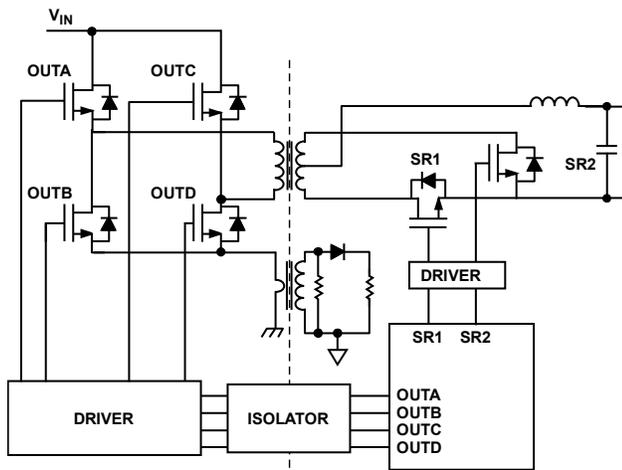 VIN
OUTA
OUTC
OUTB
OUTD
SR1
SR2
DRIVER
SR1 SR2
DRIVER
ISOLATOR
OUTA
OUTB
OUTC
OUTD